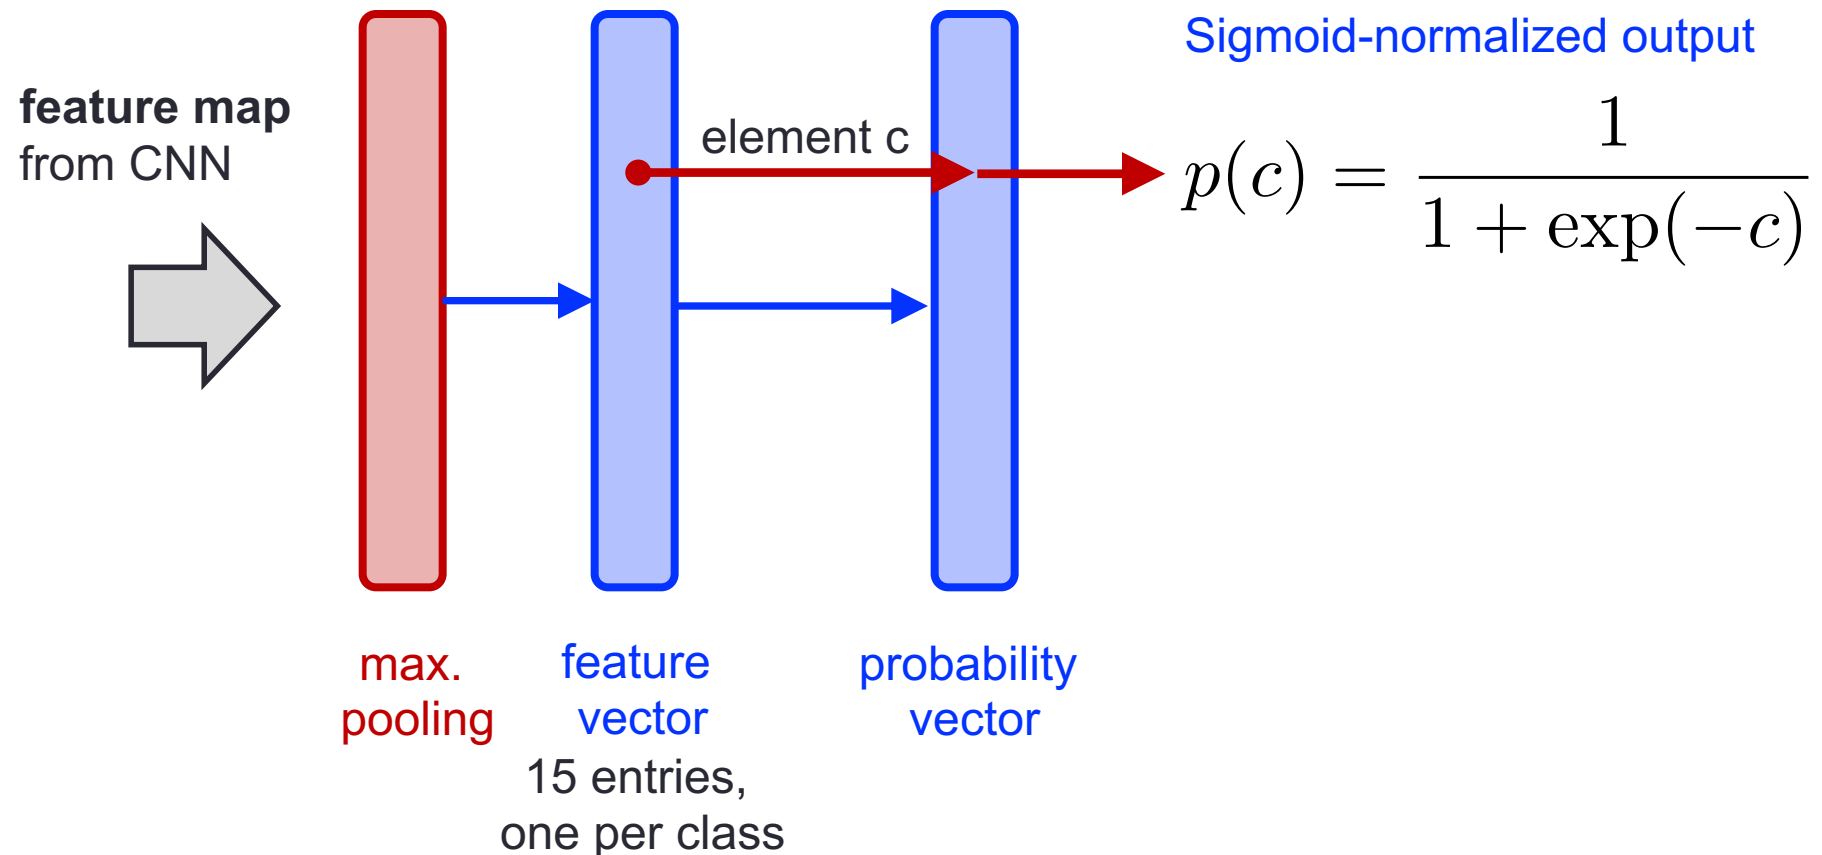 Sigmoid-normalized output
feature map
from CNN
element c
p(c) = 1 / (1 + exp(−c))
max.
pooling
feature
vector
15 entries,
one per class
probability
vector